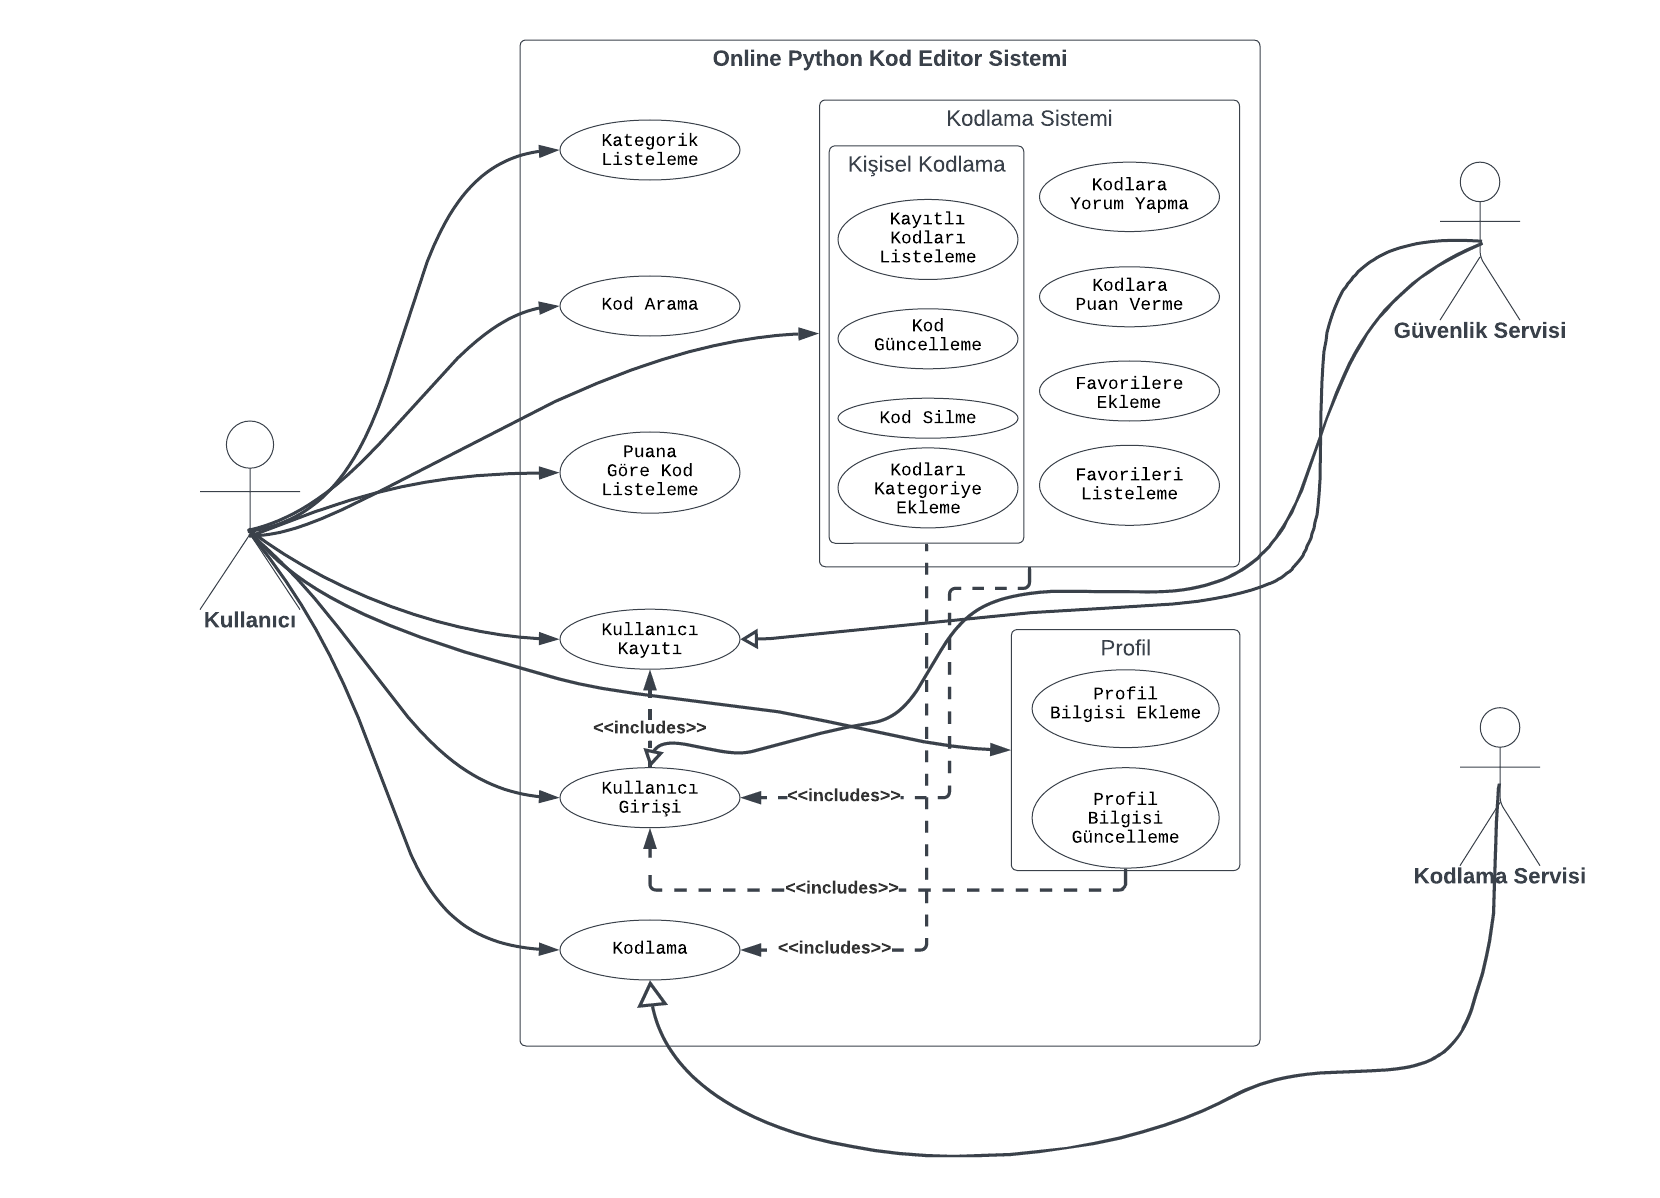 Online Python Kod Editor Sistemi
Kategorik
Listeleme
Kod Arama
Puana
Göre Kod
Listeleme
Kullanıcı
Kayıtı
<<includes>>
Kullanıcı
Girişi
Kodlama
Kodlama Sistemi
Kişisel Kodlama
Kayıtlı
Kodları
Listeleme
Kod
Güncelleme
Kod Silme
Kodları
Kategoriye
Ekleme
Kodlara
Yorum Yapma
Kodlara
Puan Verme
Favorilere
Ekleme
Favorileri
Listeleme
Profil
Profil
Bilgisi Ekleme
Profil
Bilgisi
Güncelleme
<<includes>>
<<includes>>
<<includes>>
Kullanıcı
Güvenlik Servisi
Kodlama Servisi